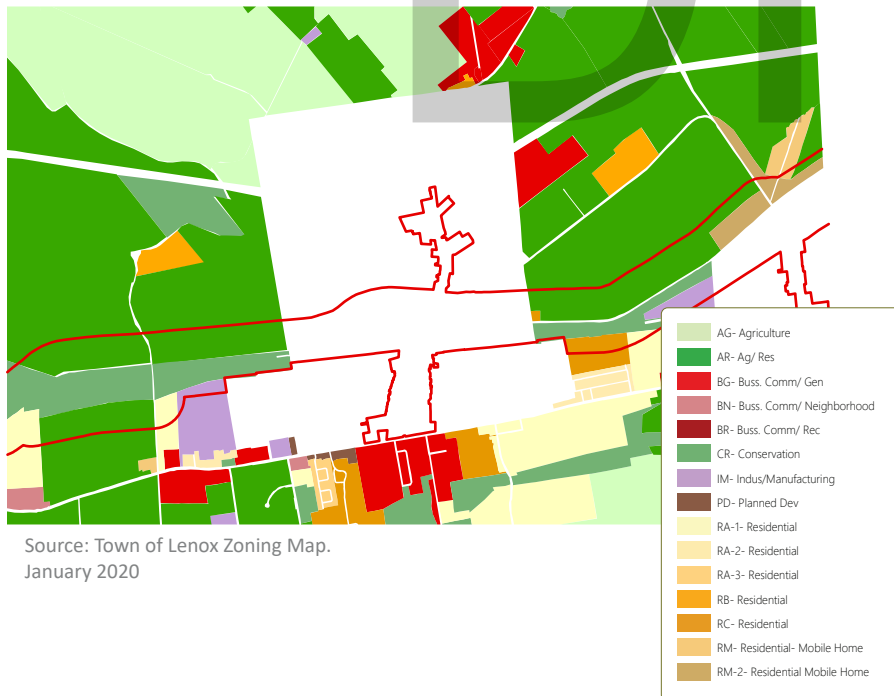 AG- Agriculture
AR- Ag/ Res
BG- Buss. Comm/ Gen
BN- Buss. Comm/ Neighborhood
BR- Buss. Comm/ Rec
CR- Conservation
IM- Indus/Manufacturing
PD- Planned Dev
RA-1- Residential
RA-2- Residential
RA-3- Residential
RB- Residential
RC- Residential
RM- Residential- Mobile Home
RM-2- Residential Mobile Home
Source: Town of Lenox Zoning Map.
January 2020